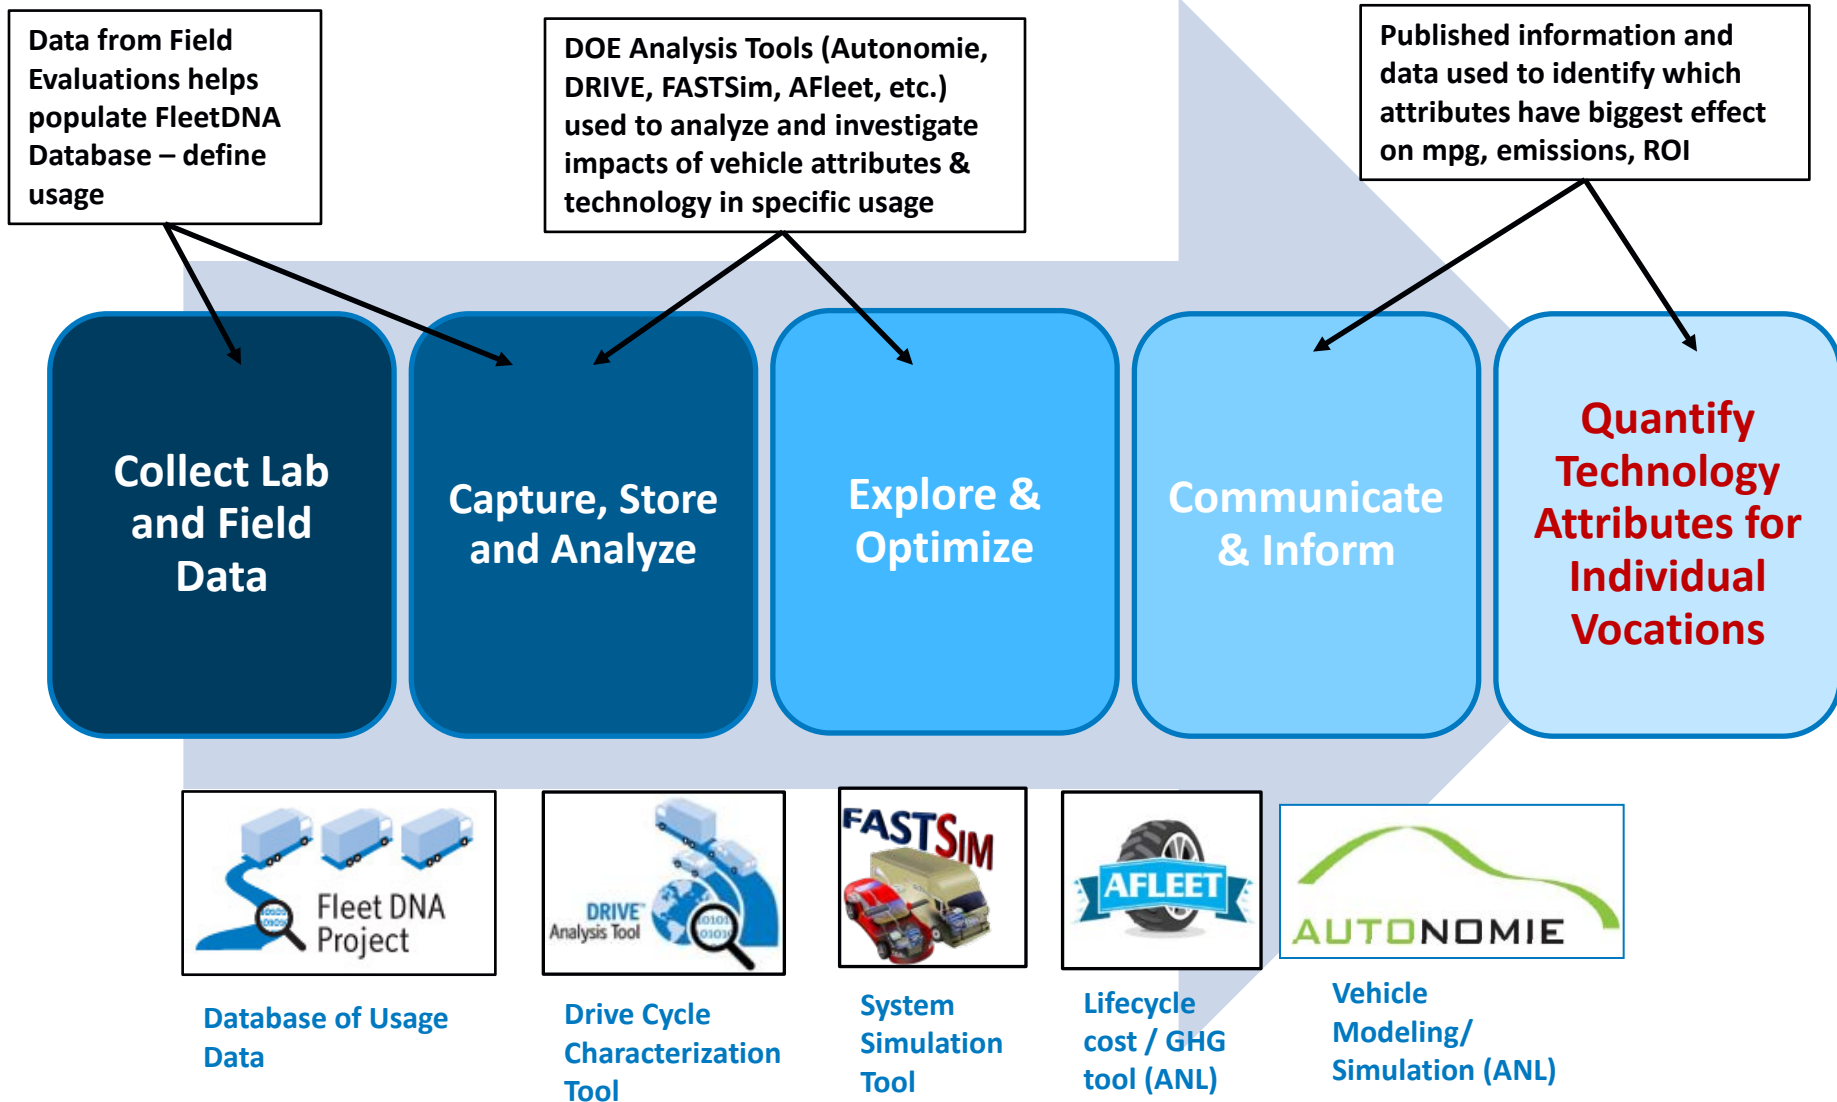 Data from Field
Evaluations helps
populate FleetDNA
Database – define
usage
DOE Analysis Tools (Autonomie,
DRIVE, FASTSim, AFleet, etc.)
used to analyze and investigate
impacts of vehicle attributes &
technology in specific usage
Published information and
data used to identify which
attributes have biggest effect
on mpg, emissions, ROI
Collect Lab
and Field
Data
Capture, Store
and Analyze
Explore &
Optimize
Communicate
& Inform
Quantify
Technology
Attributes for
Individual
Vocations
Fleet DNA
Project
DRIVE™
Analysis Tool
FASTSIM
AFLEET
AUTONOMIE
Database of Usage
Data
Drive Cycle
Characterization
Tool
System
Simulation
Tool
Lifecycle
cost / GHG
tool (ANL)
Vehicle
Modeling/
Simulation (ANL)